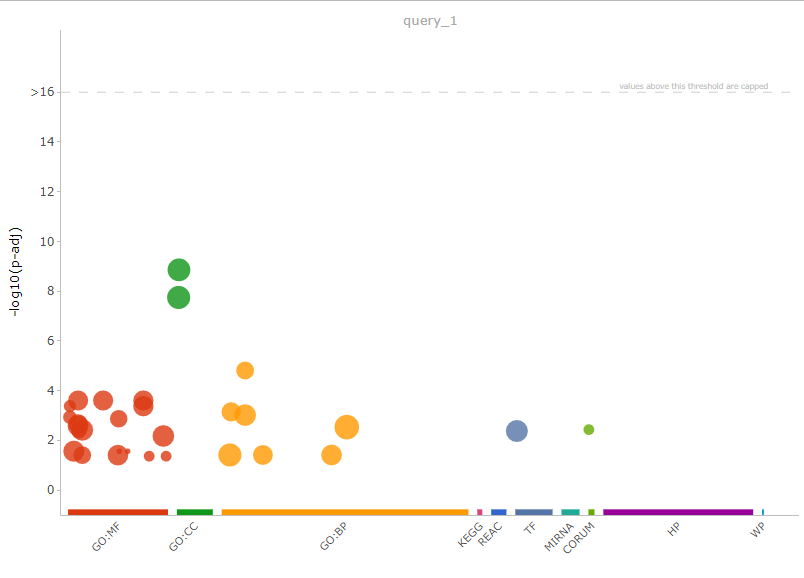 query_1
values above this threshold are capped
>16
14
12
10
8
6
4
2
0
-log10(p-adj)
GO:MF
GO:CC
GO:BP
KEGG
REAC
TF
MIRNA
CORUM
HP
WP